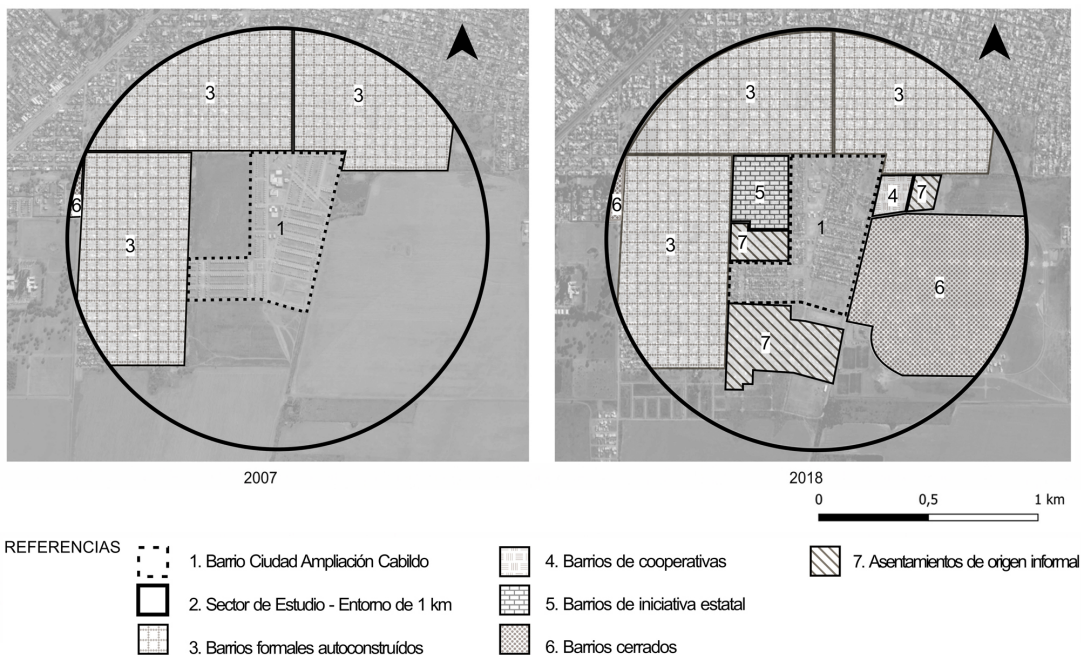 3
3
6
3
1
3
3
5
4
7
6
3
7
1
6
7
2007
2018
0
0,5
1 km
REFERENCIAS
1. Barrio Ciudad Ampliación Cabildo
2. Sector de Estudio - Entorno de 1 km
3. Barrios formales autoconstruídos
4. Barrios de cooperativas
5. Barrios de iniciativa estatal
6. Barrios cerrados
7. Asentamientos de origen informal